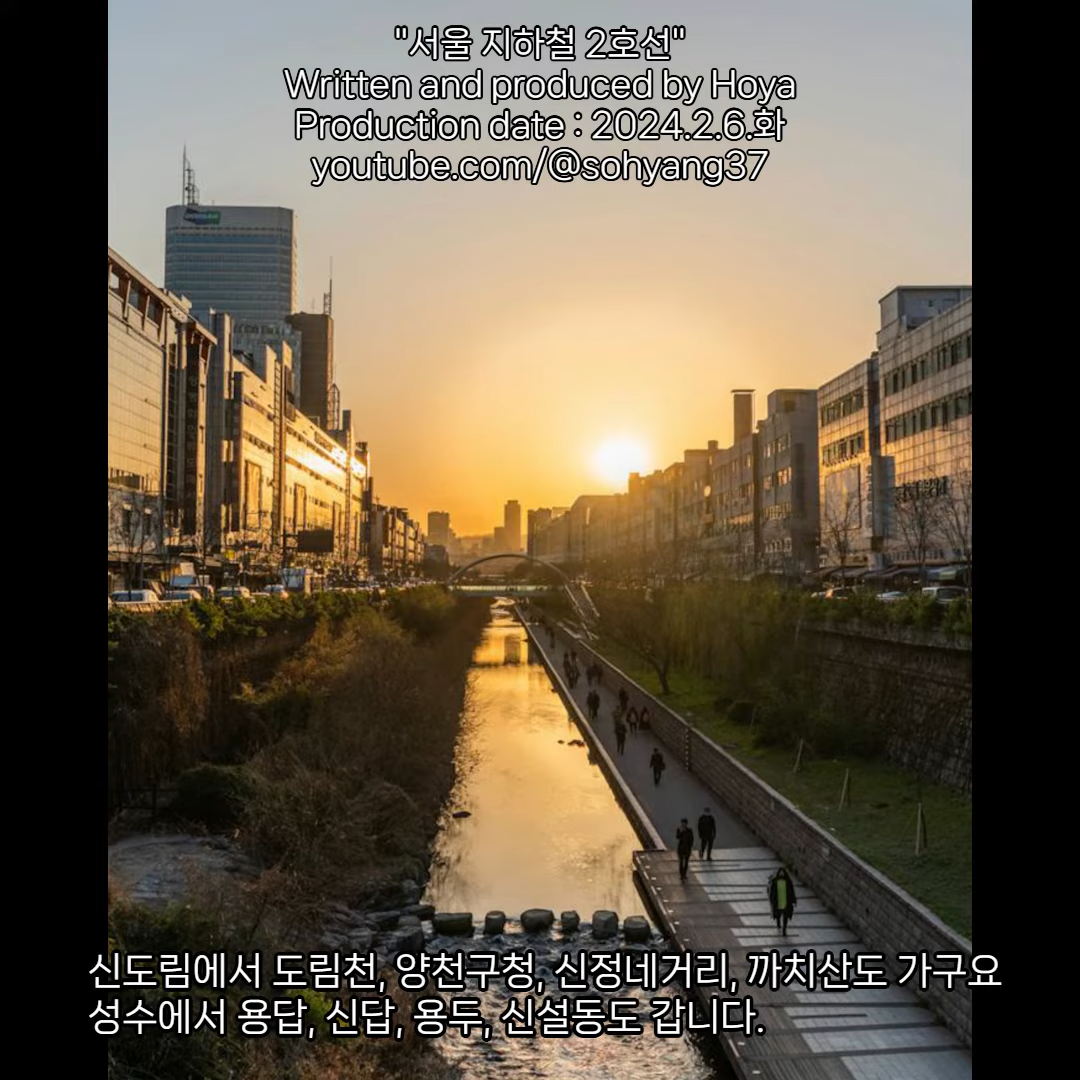 "서울 지하철 2호선"
Written and produced by Hoya
Production date : 2024.2.6.화
youtube.com/@sohyang37
신도림에서 도림천, 양천구청, 신정네거리, 까치산도 가구요
성수에서 용답, 신답, 용두, 신설동도 갑니다.